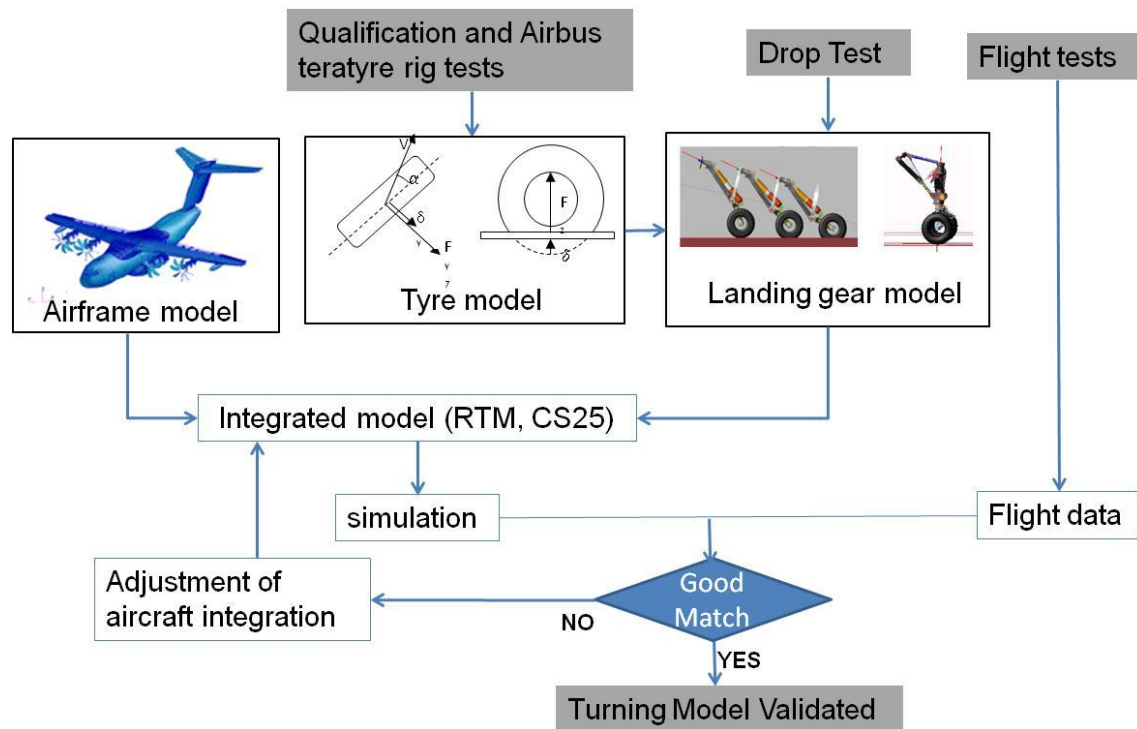 Qualification and Airbus
teratyre rig tests
Drop Test
Flight tests
V
α
δ
Y
F
Y
7
F
z
δ
Airframe model
Tyre model
Landing gear model
Integrated model (RTM, CS25)
simulation
Flight data
Adjustment of
aircraft integration
Good
Match
NO
YES
Turning Model Validated